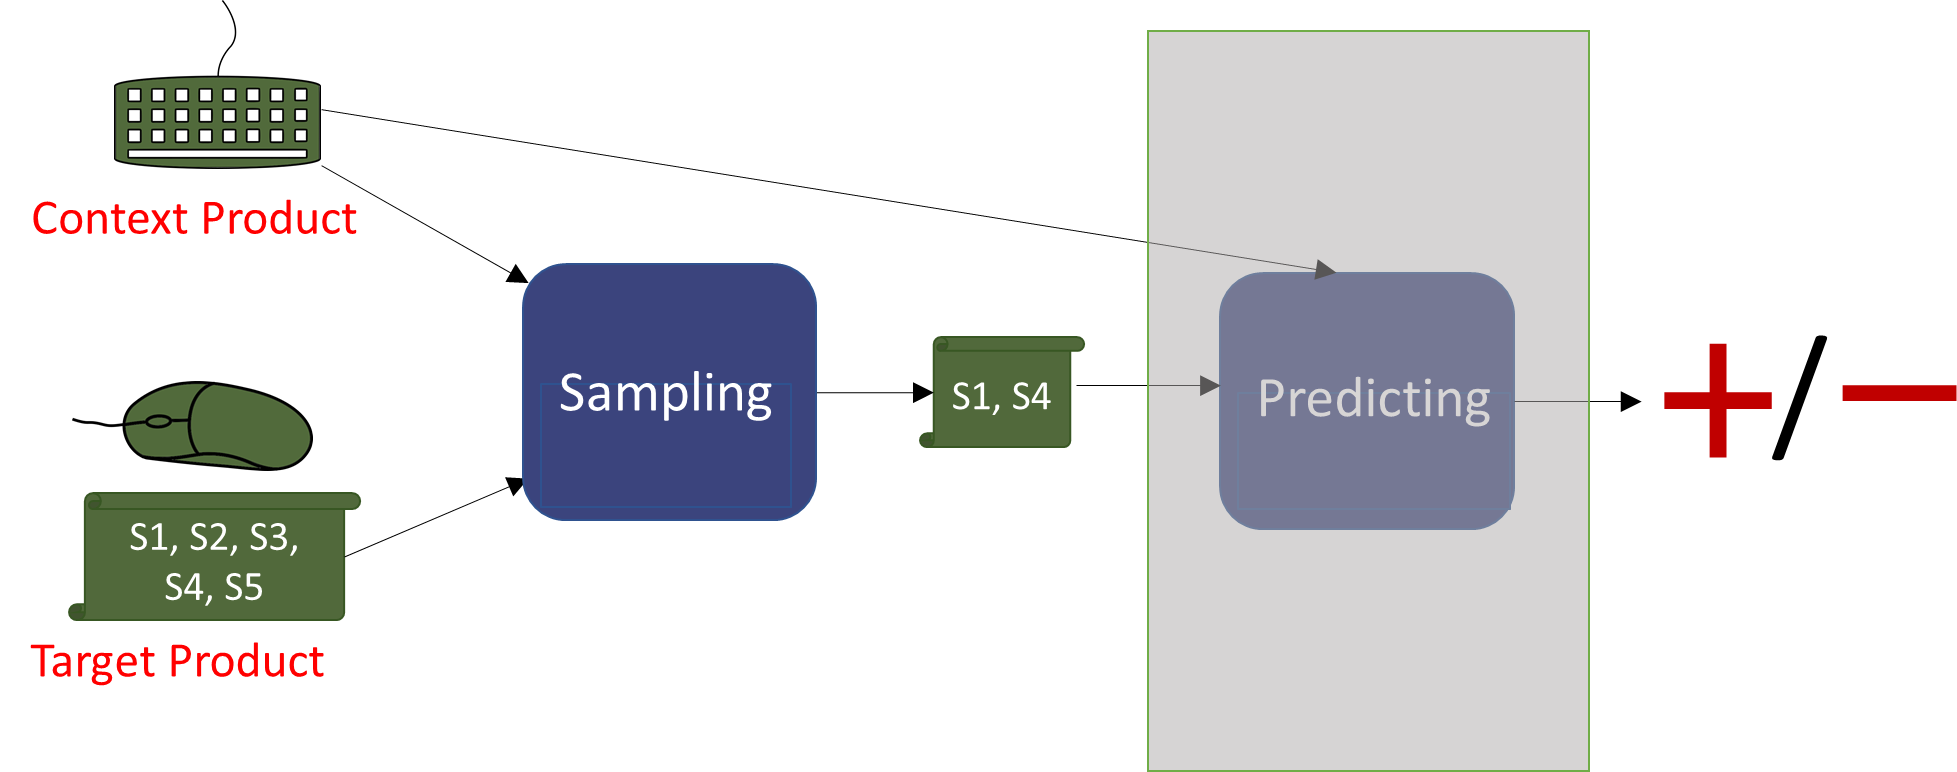 Context Product
Sampling
S1, S4
Predicting
+/−
S1, S2, S3,
S4, S5
Target Product